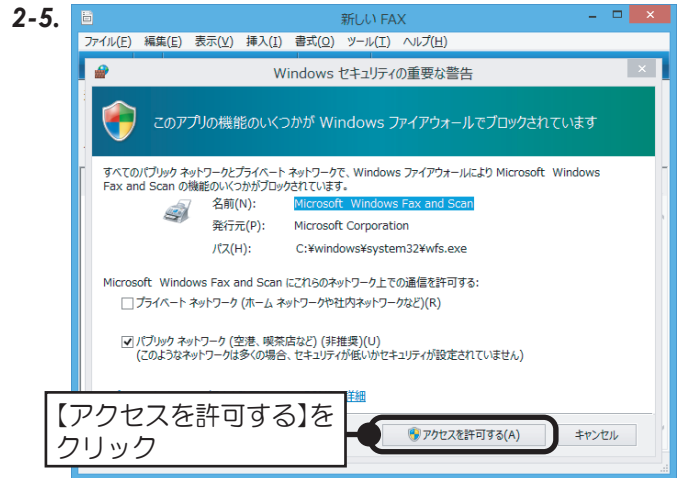 2-5.
新しい FAX
ファイル(F) 編集(E) 表示(V) 挿入(I) 書式(O) ツール(T) ヘルプ(H)
Windows セキュリティの重要な警告
このアプリの機能のいくつかが Windows ファイアウォールでブロックされています
すべてのパブリック ネットワークとプライベート ネットワークで、Windows ファイアウォールにより Microsoft Windows
Fax and Scan の機能のいくつかがブロックされています。
名前(N): Microsoft Windows Fax and Scan
発行元(P): Microsoft Corporation
パス(H): C:¥windows¥system32¥wfs.exe
Microsoft Windows Fax and Scan にこれらのネットワーク上での通信を許可する:
プライベート ネットワーク (ホーム ネットワークや社内ネットワークなど)(R)
パブリック ネットワーク (空港、喫茶店など) (非推奨)(U)
(このようなネットワークは多くの場合、セキュリティが低いかセキュリティが設定されていません)
詳細
【アクセスを許可する】を
クリック
アクセスを許可する(A) キャンセル